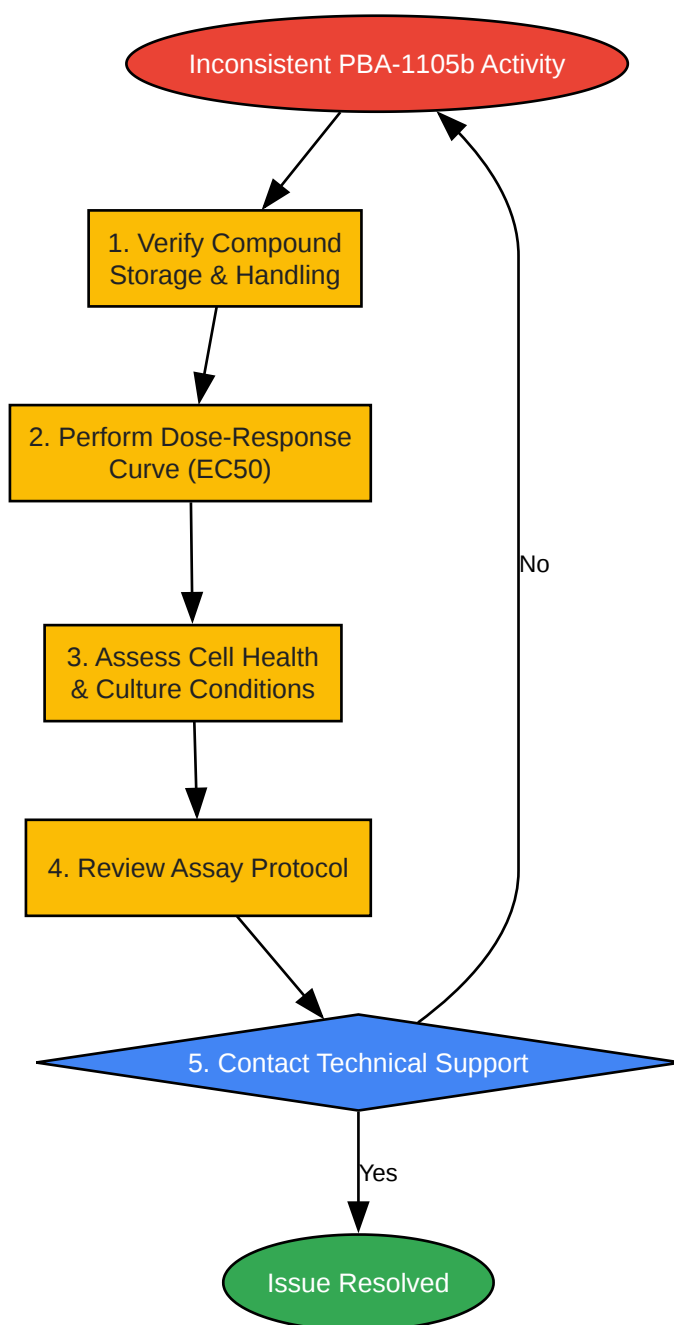 Inconsistent PBA-1105b Activity
1. Verify Compound
Storage & Handling
2. Perform Dose-Response
Curve (EC50)
3. Assess Cell Health
& Culture Conditions
4. Review Assay Protocol
5. Contact Technical Support
No
Yes
Issue Resolved